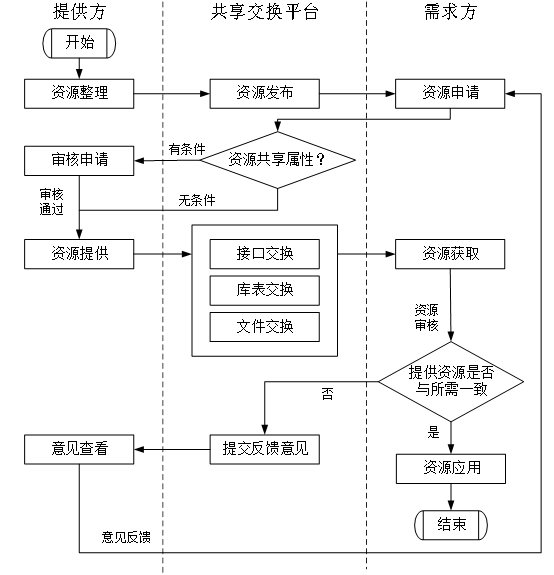 提供方
共享交换平台
需求方
开始
资源整理
资源发布
资源申请
审核申请
有条件
资源共享属性？
审核
通过
无条件
资源提供
接口交换
资源获取
库表交换
文件交换
资源
审核
提供资源是否
与所需一致
否
是
意见查看
提交反馈意见
资源应用
结束
意见反馈